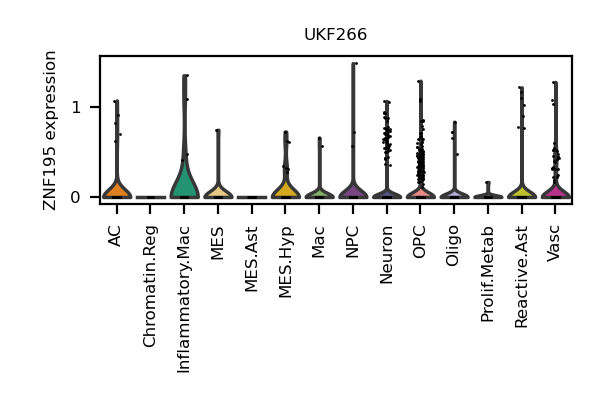 UKF266
ZNF195 expression
1
0
AC
Chromatin.Reg
Inflammatory.Mac
MES
MES.Ast
MES.Hyp
Mac
NPC
Neuron
OPC
Oligo
Prolif.Metab
Reactive.Ast
Vasc